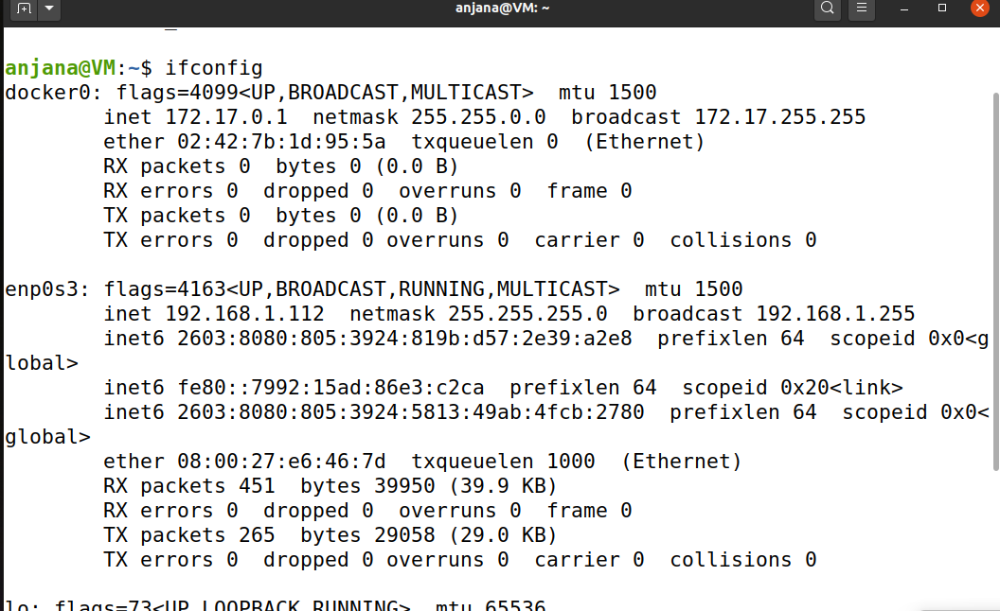 anjana@VM: ~
anjana@VM:~$ ifconfig
docker0: flags=4099<UP,BROADCAST,MULTICAST>  mtu 1500
        inet 172.17.0.1  netmask 255.255.0.0  broadcast 172.17.255.255
        ether 02:42:7b:1d:95:5a  txqueuelen 0  (Ethernet)
        RX packets 0  bytes 0 (0.0 B)
        RX errors 0  dropped 0  overruns 0  frame 0
        TX packets 0  bytes 0 (0.0 B)
        TX errors 0  dropped 0 overruns 0  carrier 0  collisions 0

enp0s3: flags=4163<UP,BROADCAST,RUNNING,MULTICAST>  mtu 1500
        inet 192.168.1.112  netmask 255.255.255.0  broadcast 192.168.1.255
        inet6 2603:8080:805:3924:819b:d57:2e39:a2e8  prefixlen 64  scopeid 0x0<g
lobal>
        inet6 fe80::7992:15ad:86e3:c2ca  prefixlen 64  scopeid 0x20<link>
        inet6 2603:8080:805:3924:5813:49ab:4fcb:2780  prefixlen 64  scopeid 0x0<
global>
        ether 08:00:27:e6:46:7d  txqueuelen 1000  (Ethernet)
        RX packets 451  bytes 39950 (39.9 KB)
        RX errors 0  dropped 0  overruns 0  frame 0
        TX packets 265  bytes 29058 (29.0 KB)
        TX errors 0  dropped 0 overruns 0  carrier 0  collisions 0

lo: flags=73<UP,LOOPBACK,RUNNING>  mtu 65536